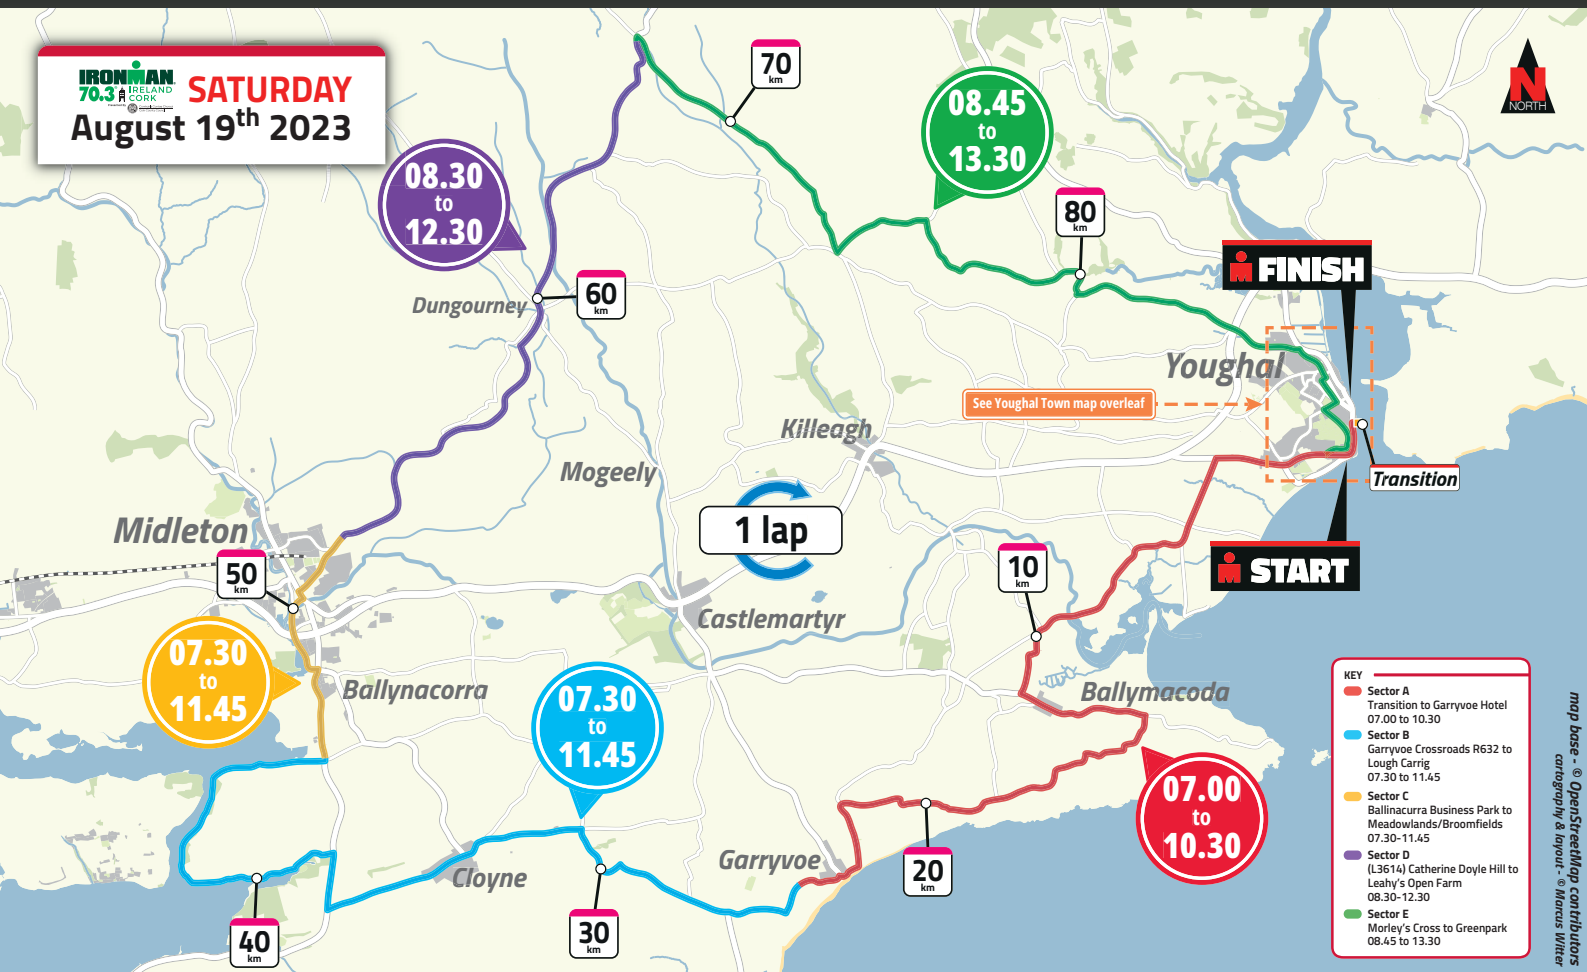 IRONMAN
70.3
IRELAND
CORK
SATURDAY
August 19th 2023
70
km
08.45
to
13.30
NORTH
08.30
to
12.30
80
km
FINISH
Dungourney
60
km
Youghal
See Youghal Town map overleaf
Killeagh
Mogeely
Transition
Midleton
1 lap
START
50
km
10
km
Castlemartyr
07.30
to
11.45
Ballynacorra
07.30
to
11.45
Ballymacoda
07.00
to
10.30
Garryvoe
20
km
Cloyne
30
km
40
km
KEY
Sector A
Transition to Garryvoe Hotel
07.00 to 10.30
Sector B
Garryvoe Crossroads R632 to
Lough Carrig
07.30 to 11.45
Sector C
Ballinacurra Business Park to
Meadowlands/Broomfields
07.30-11.45
Sector D
(L3614) Catherine Doyle Hill to
Leahy's Open Farm
08.30-12.30
Sector E
Morley's Cross to Greenpark
08.45 to 13.30
map base - © OpenStreetMap contributors
cartography & layout - © Marcus Witter